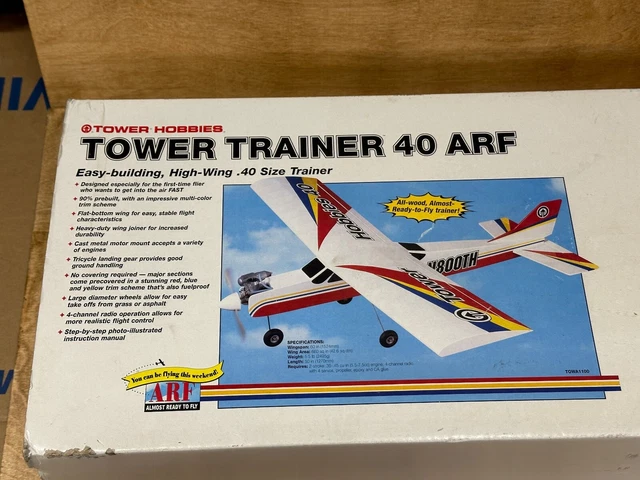 TOWER HOBBIES
TOWER TRAINER 40 ARF
Easy-building, High-Wing .40 Size Trainer
Designed especially for the first-time flier
who wants to get into the air FAST
90% prebuilt, with an impressive multi-color
trim scheme
Flat-bottom wing for easy, stable flight
characteristics
Heavy-duty wing joiner for increased
durability
Cast metal motor mount accepts a variety
of engines
Tricycle landing gear provides good
ground handling
No covering required — major sections
come precovered in a stunning red, blue
and yellow trim scheme that's also fuelproof
Large diameter wheels allow for easy
take offs from grass or asphalt
4-channel radio operation allows for
more realistic flight control
Step-by-step photo-illustrated
instruction manual
All-wood, Almost-
Ready-to-Fly trainer!
Hobbies
N800TH
Tower
SPECIFICATIONS:
Wingspan:
Wing Area:
Weight:
Length:
Requires:
You can be flying this weekend!
ARF
ALMOST READY TO FLY